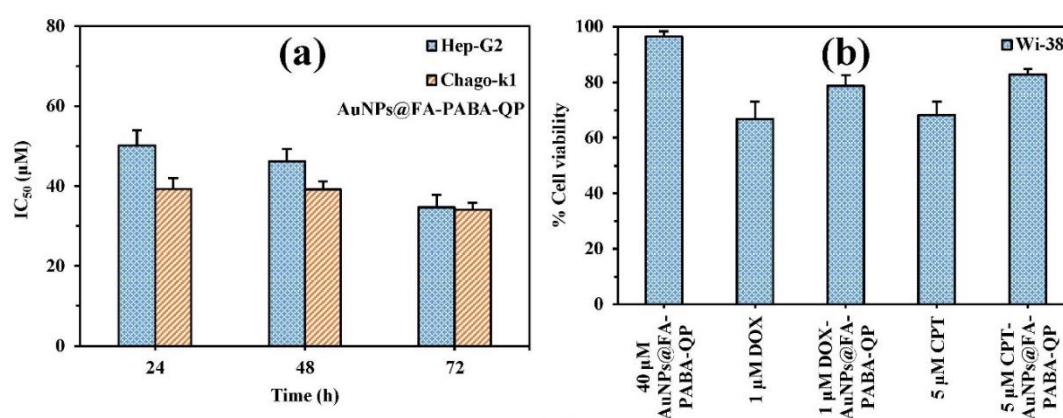 80
60
40
20
0
IC₅₀ (µM)
(a)
Hep-G2
Chago-k1
AuNPs@FA-PABA-QP
24
48
72
Time (h)
100
80
60
40
20
0
% Cell viability
(b)
Wi-38
40 µM
AuNPs@FA-
PABA-QP
1 µM DOX
1 µM DOX-
AuNPs@FA-
PABA-QP
5 µM CPT
5 µM CPT-
AuNPs@FA-
PABA-QP